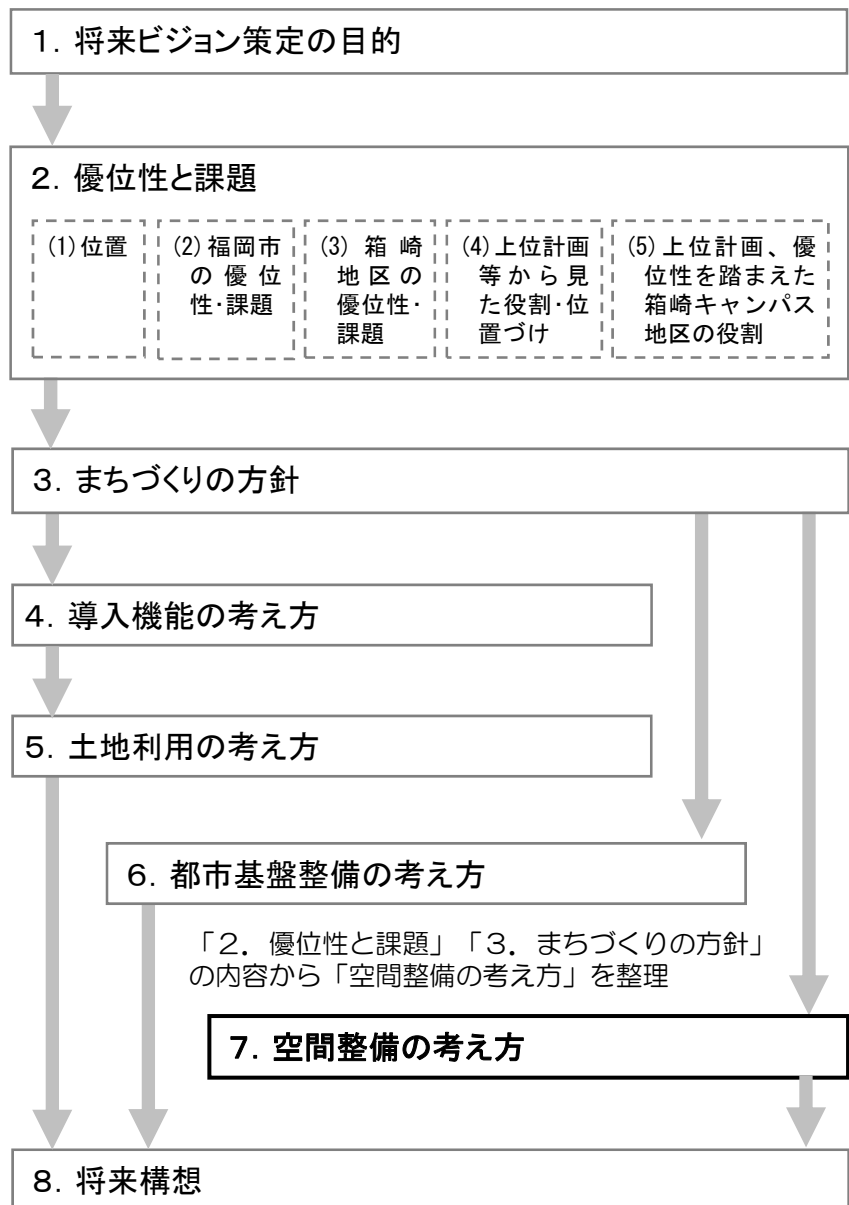 1．将来ビジョン策定の目的
2．優位性と課題
(1)位置
(2)福岡市
の優位
性・課題
(3)箱崎
地区の
優位性・
課題
(4)上位計画
等から見
た役割・位
置づけ
(5)上位計画、優
位性を踏まえた
箱崎キャンパス
地区の役割
3．まちづくりの方針
4．導入機能の考え方
5．土地利用の考え方
6．都市基盤整備の考え方
「2．優位性と課題」「3．まちづくりの方針」
の内容から「空間整備の考え方」を整理
7．空間整備の考え方
8．将来構想